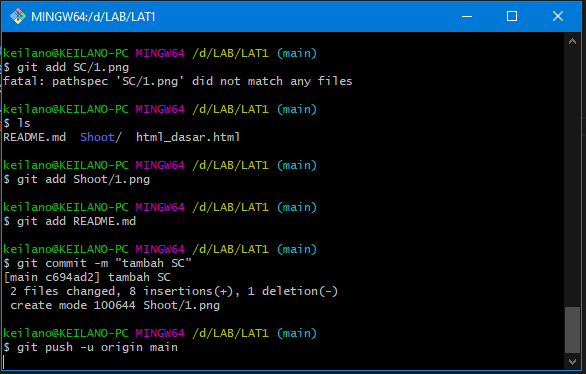 MINGW64:/d/LAB/LAT1
keilano@KEILANO-PC MINGW64 /d/LAB/LAT1 (main)
$ git add SC/1.png
fatal: pathspec 'SC/1.png' did not match any files
keilano@KEILANO-PC MINGW64 /d/LAB/LAT1 (main)
$ ls
README.md  Shoot/  html_dasar.html
keilano@KEILANO-PC MINGW64 /d/LAB/LAT1 (main)
$ git add Shoot/1.png
keilano@KEILANO-PC MINGW64 /d/LAB/LAT1 (main)
$ git add README.md
keilano@KEILANO-PC MINGW64 /d/LAB/LAT1 (main)
$ git commit -m "tambah SC"
[main c694ad2] tambah SC
 2 files changed, 8 insertions(+), 1 deletion(-)
 create mode 100644 Shoot/1.png
keilano@KEILANO-PC MINGW64 /d/LAB/LAT1 (main)
$ git push -u origin main